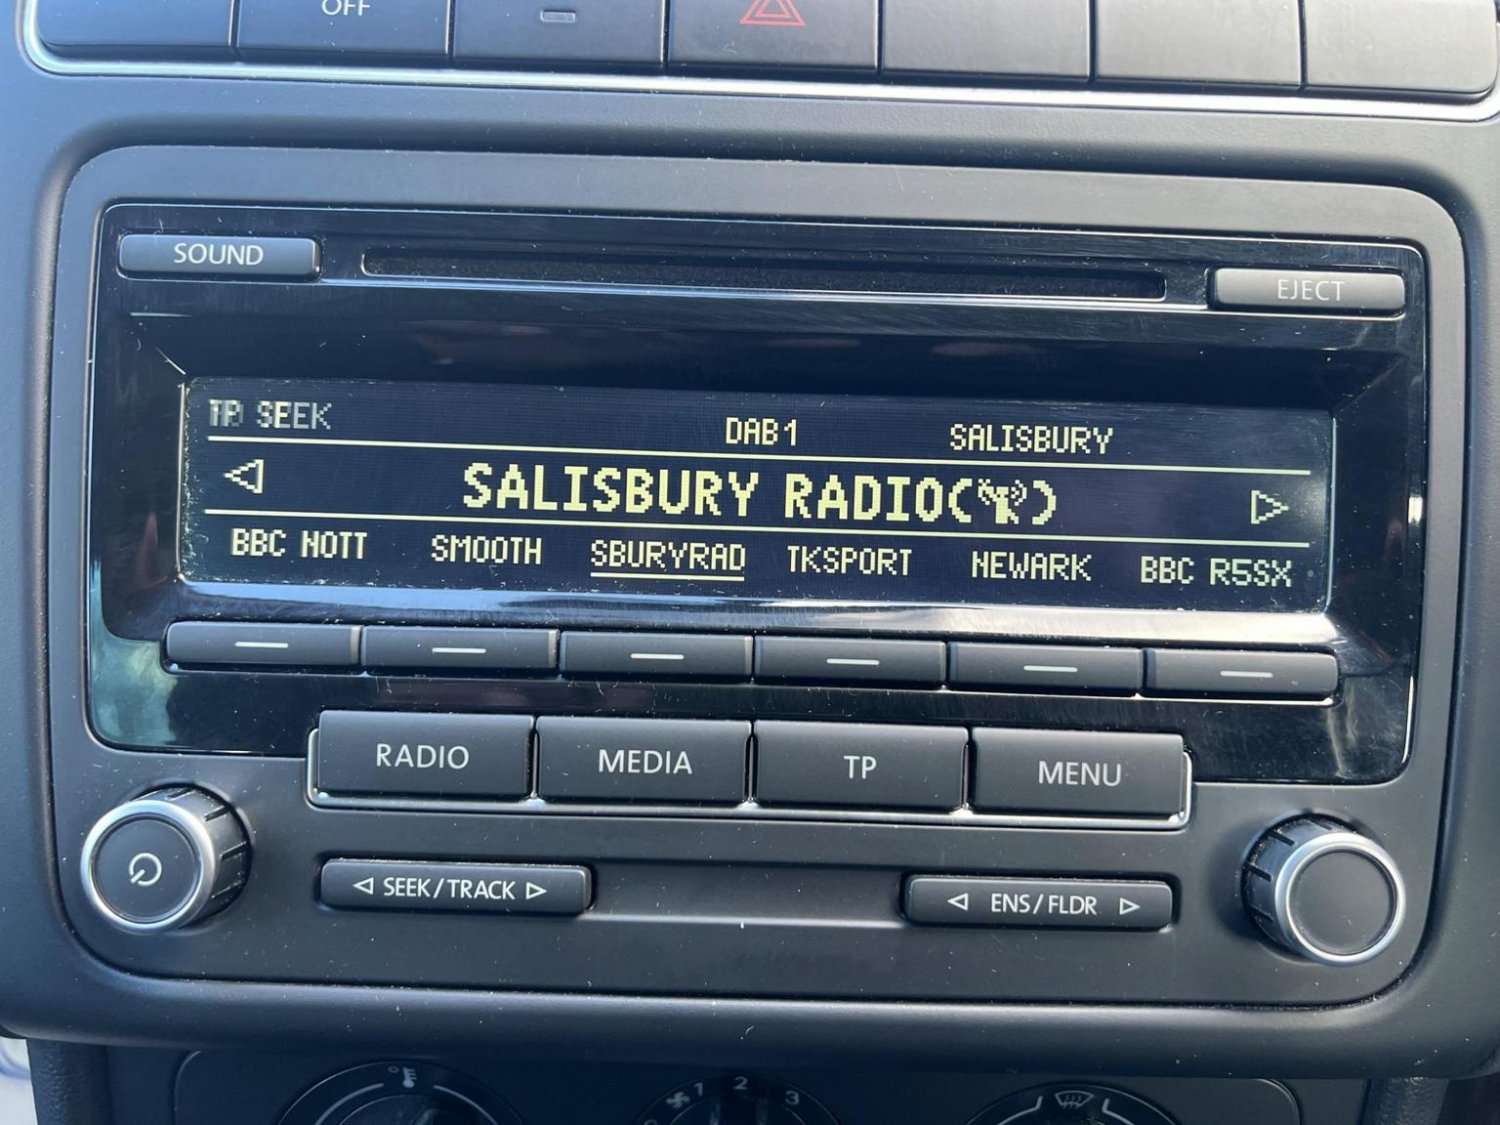 OFF
SOUND
EJECT
SEEK
DAB1
SALISBURY
SALISBURY RADIO
BBC NOTT SMOOTH SBURYRAD TKSPORT NEWARK BBC R5SX
RADIO MEDIA TP MENU
SEEK/TRACK
ENS/FLDR
1 2 3